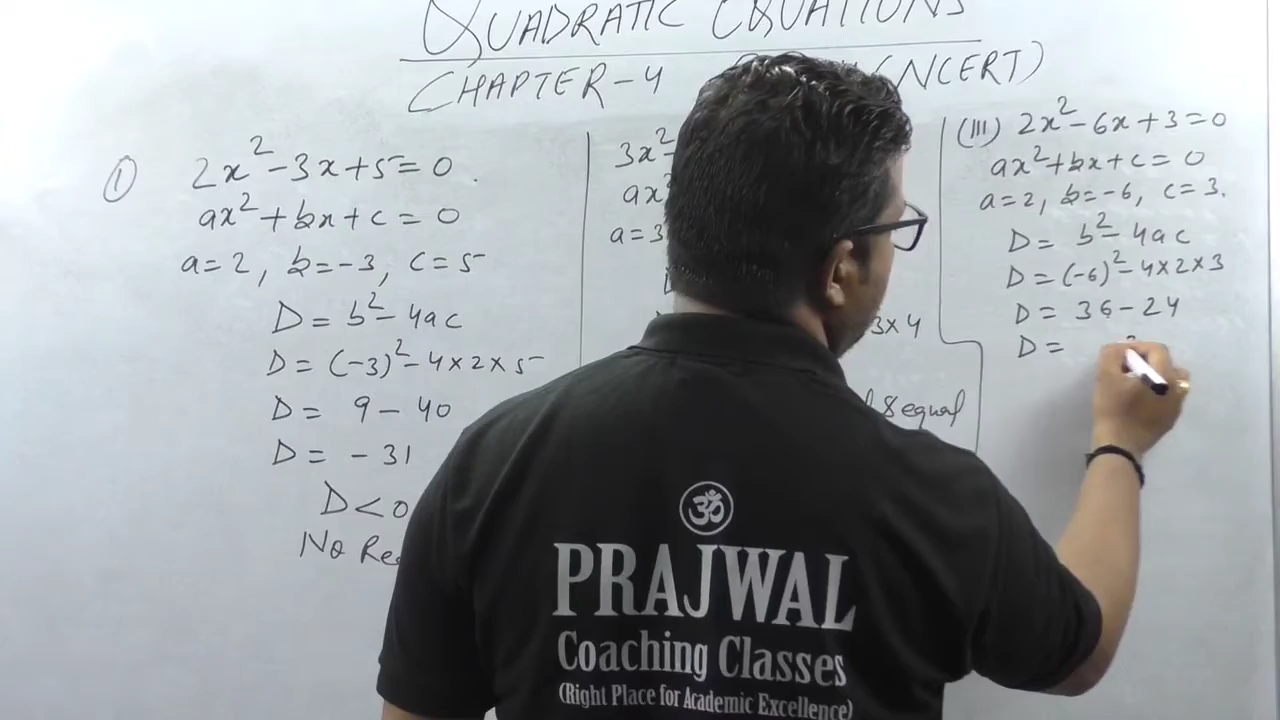 QUADRATIC EQUATIONS
CHAPTER-4 (NCERT)
① 2x² - 3x + 5 = 0.
ax² + bx + c = 0
a = 2, b = -3, c = 5
D = b² - 4ac
D = (-3)² - 4×2×5
D = 9 - 40
D = -31
D < 0
No
3x²
a = 3
3×4
& equal
(III) 2x² - 6x + 3 = 0
ax² + bx + c = 0
a = 2, b = -6, c = 3.
D = b² - 4ac
D = (-6)² - 4×2×3
D = 36 - 24
D =
ॐ
PRAJWAL
Coaching Classes
(Right Place for Academic Excellence)